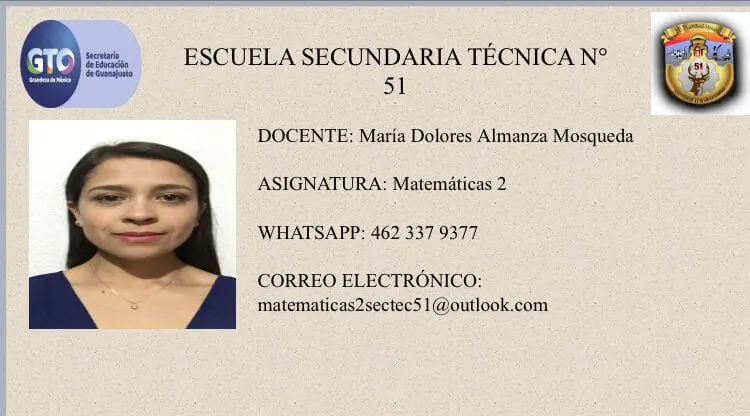 GTO
Grandeza de México
Secretaría
de Educación
de Guanajuato
ESCUELA SECUNDARIA TÉCNICA N°
51
51
DOCENTE: María Dolores Almanza Mosqueda
ASIGNATURA: Matemáticas 2
WHATSAPP: 462 337 9377
CORREO ELECTRÓNICO:
matematicas2sectec51@outlook.com